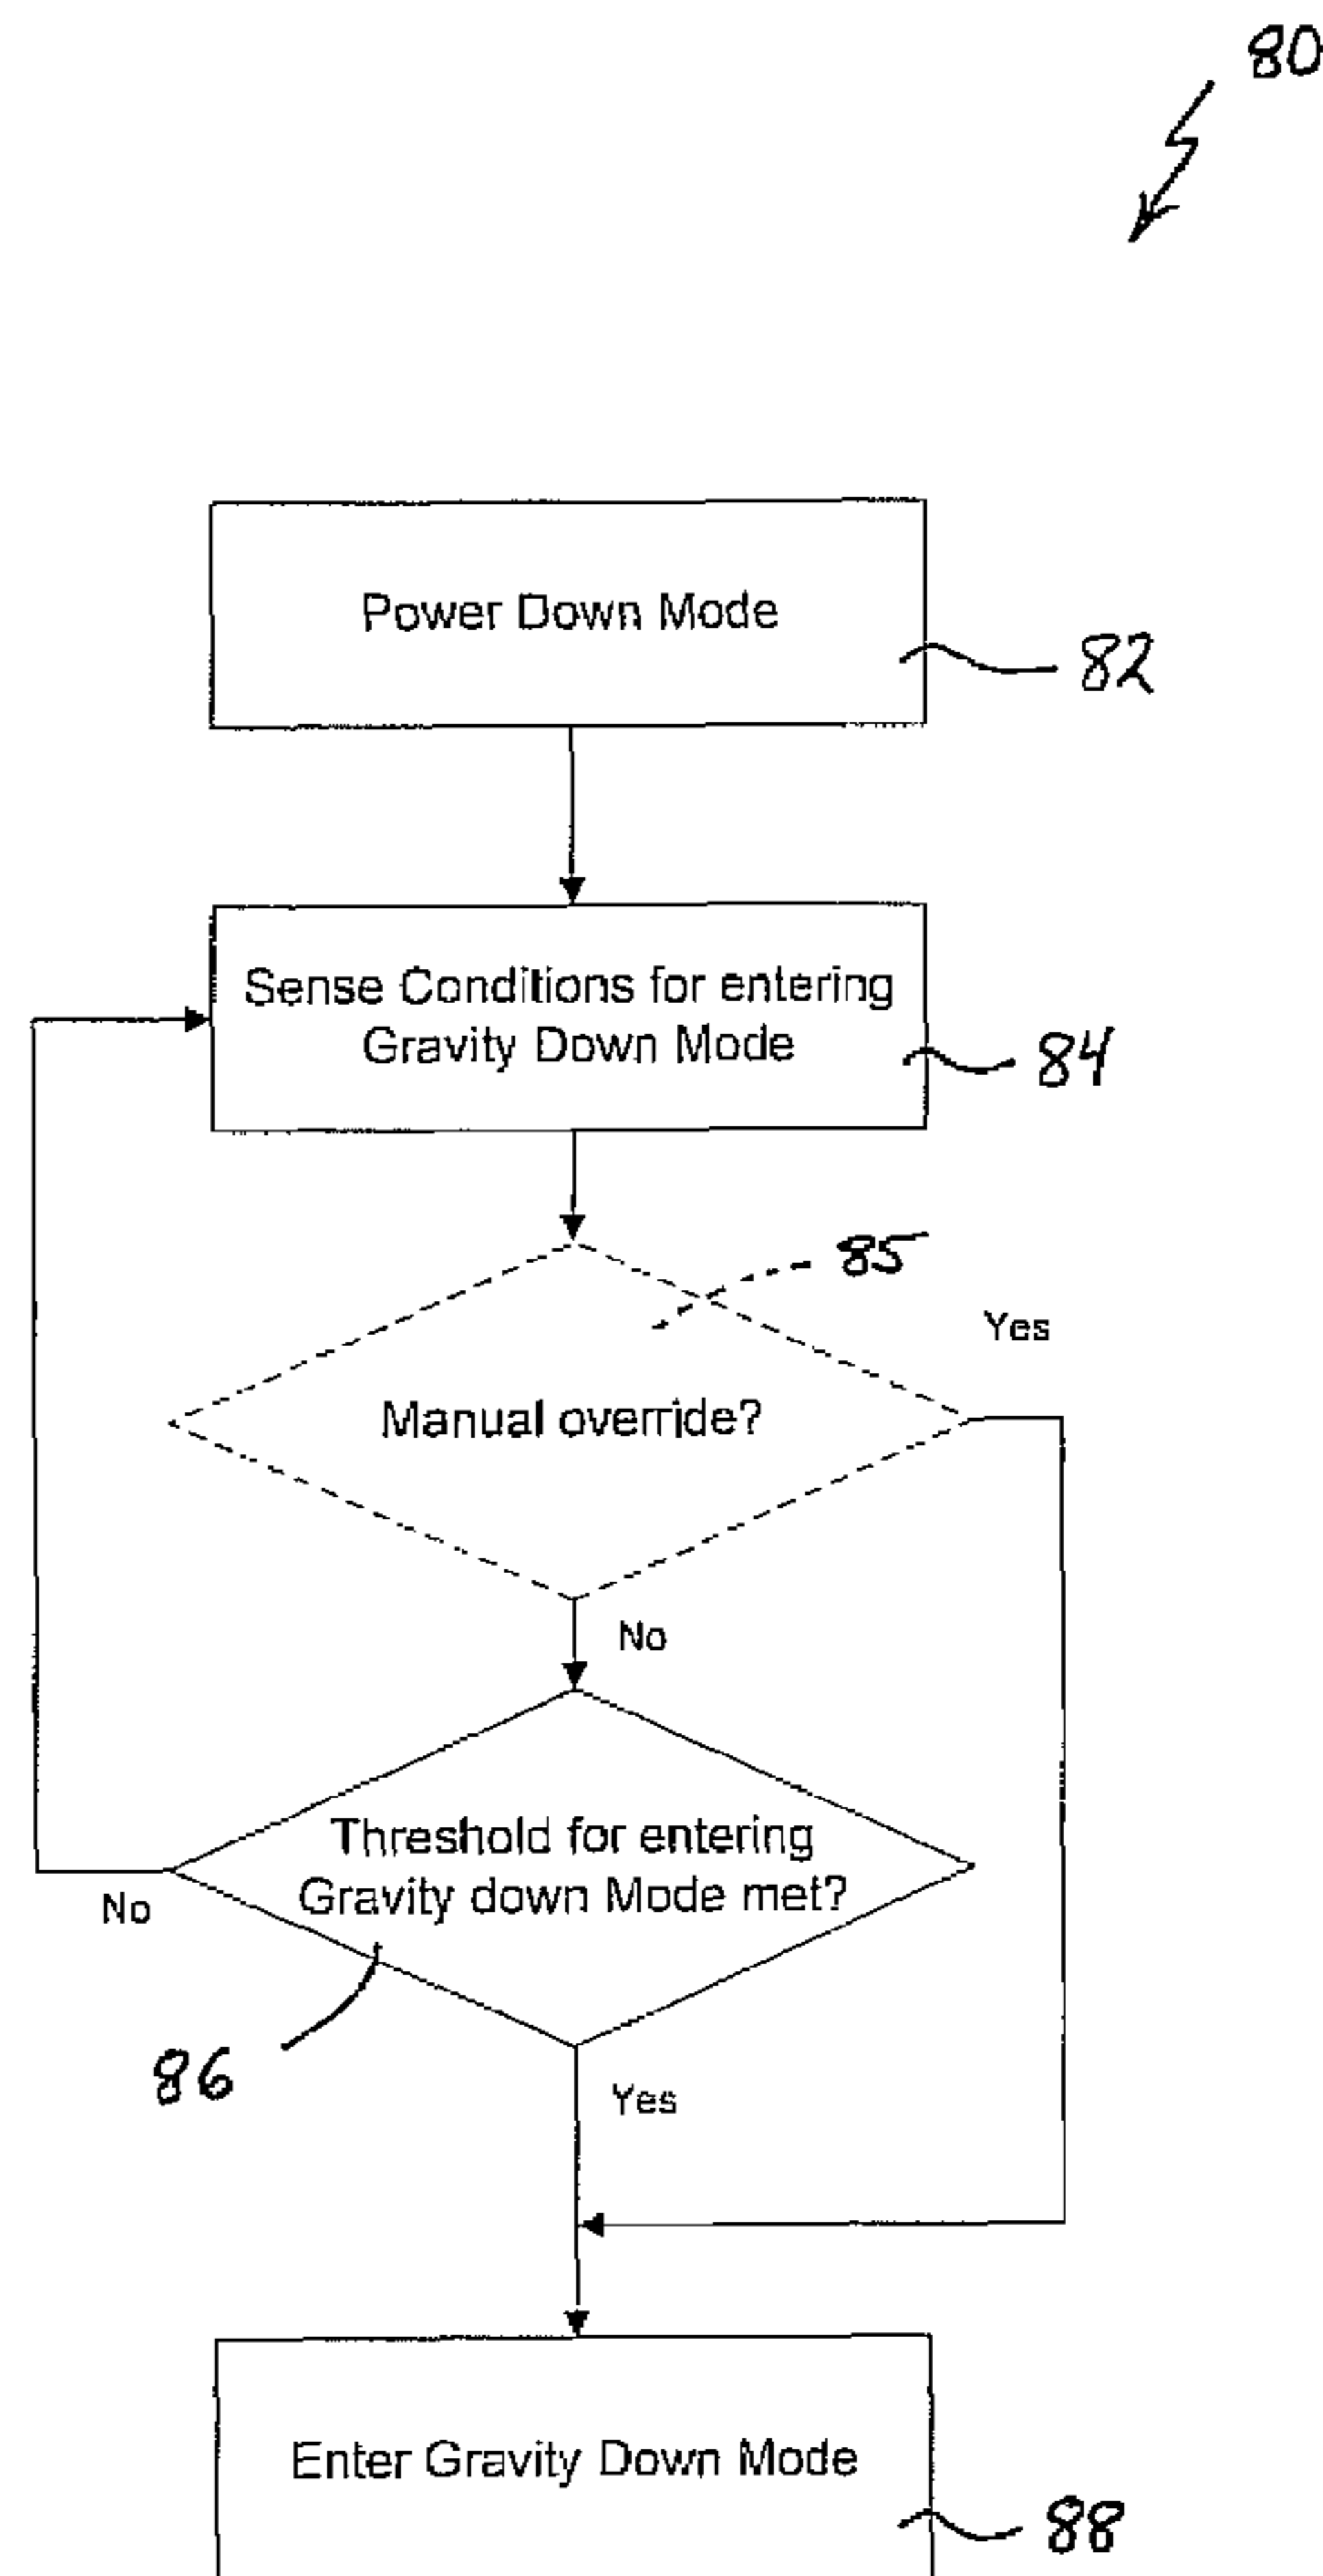 80
Power Down Mode
82
Sense Conditions for entering
Gravity Down Mode
84
85
Yes
Manual override?
No
Threshold for entering
Gravity down Mode met?
No
86
Yes
Enter Gravity Down Mode
88